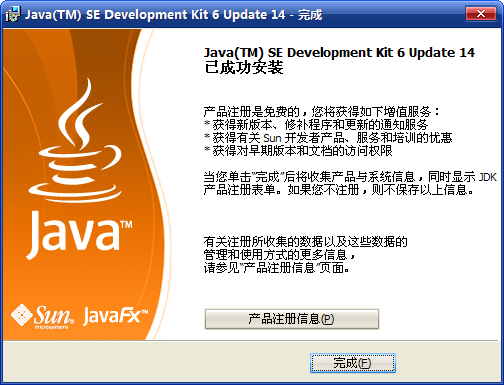 Java(TM) SE Development Kit 6 Update 14 - 完成
Java(TM) SE Development Kit 6 Update 14
已成功安装
产品注册是免费的，您将获得如下增值服务：
* 获得新版本、修补程序和更新的通知服务
* 获得有关 Sun 开发者产品、服务和培训的优惠
* 获得对早期版本和文档的访问权限
当您单击"完成"后将收集产品与系统信息，同时显示 JDK
产品注册表单。如果您不注册，则不保存以上信息。
有关注册所收集的数据以及这些数据的
管理和使用方式的更多信息，
请参见"产品注册信息"页面。
Java™
Sun
microsystems
JavaFX™
产品注册信息(P)
完成(F)